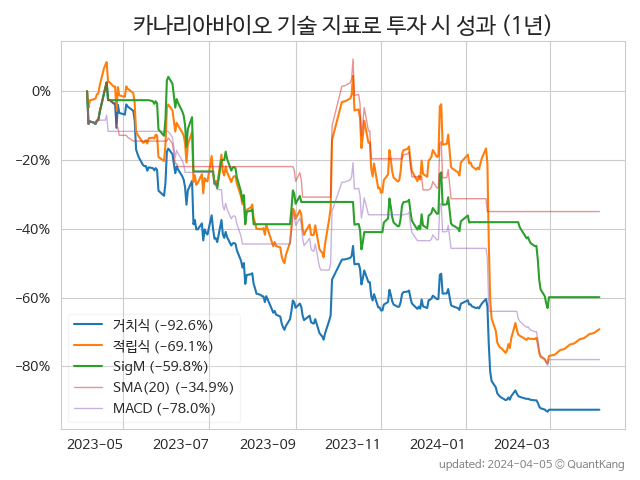 카나리아바이오 기술 지표로 투자 시 성과 (1년)
0%
−20%
−40%
−60%
−80%
거치식 (−92.6%)
적립식 (−69.1%)
SigM (−59.8%)
SMA(20) (−34.9%)
MACD (−78.0%)
2023−05
2023−07
2023−09
2023−11
2024−01
2024−03
updated: 2024−04−05 © QuantKang